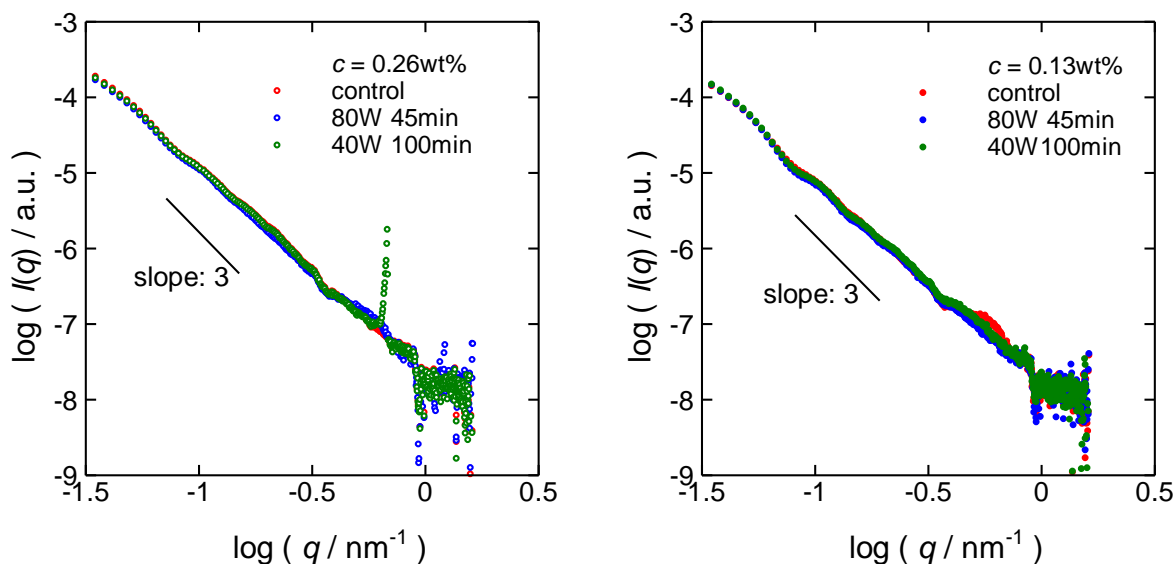 -3
-4
-5
-6
-7
-8
-9
-1.5
-1
-0.5
0
0.5
log ( I(q) / a.u. )
log ( q / nm⁻¹ )
c = 0.26wt%
control
80W 45min
40W 100min
slope: 3
-3
-4
-5
-6
-7
-8
-9
-1.5
-1
-0.5
0
0.5
log ( I(q) / a.u. )
log ( q / nm⁻¹ )
c = 0.13wt%
control
80W 45min
40W100min
slope: 3